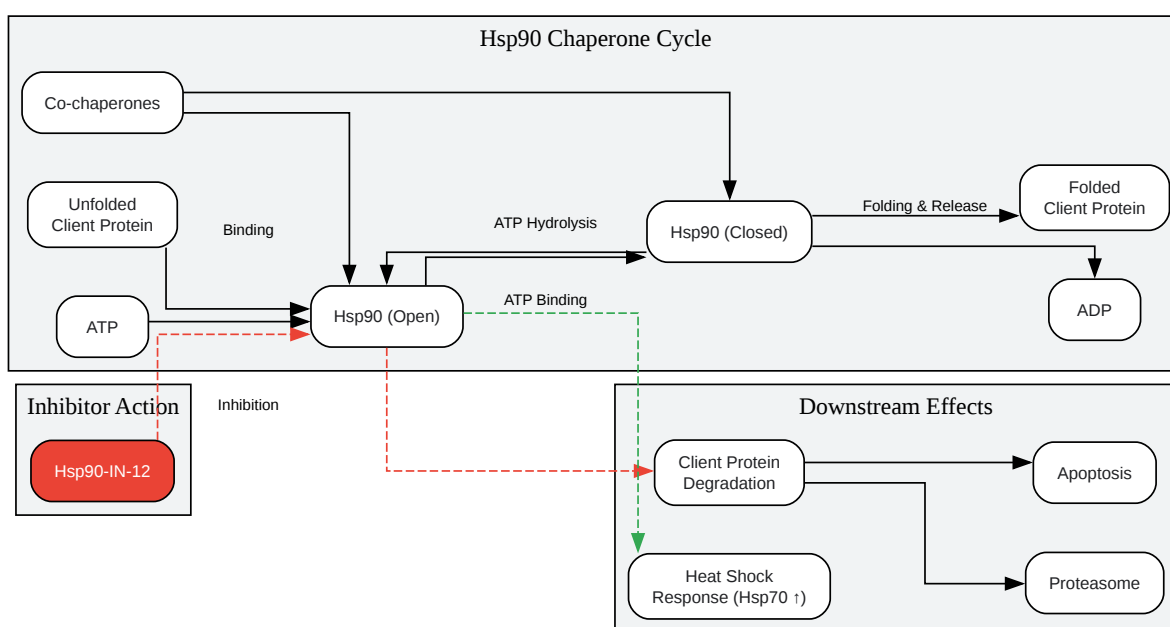 Hsp90 Chaperone Cycle
Co-chaperones
Unfolded
Client Protein
Binding
ATP Hydrolysis
Hsp90 (Closed)
Folding & Release
Folded
Client Protein
ATP
Hsp90 (Open)
ATP Binding
ADP
Inhibitor Action
Inhibition
Hsp90-IN-12
Downstream Effects
Client Protein
Degradation
Apoptosis
Heat Shock
Response (Hsp70 ↑)
Proteasome